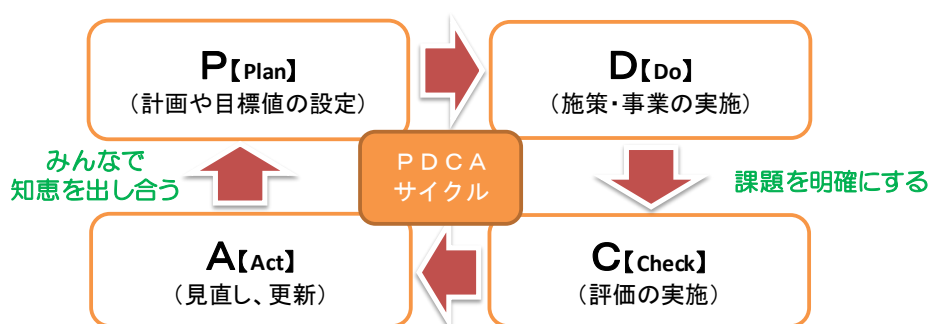 P【Plan】
（計画や目標値の設定）
D【Do】
（施策・事業の実施）
みんなで
知恵を出し合う
PDCA
サイクル
課題を明確にする
A【Act】
（見直し、更新）
C【Check】
（評価の実施）